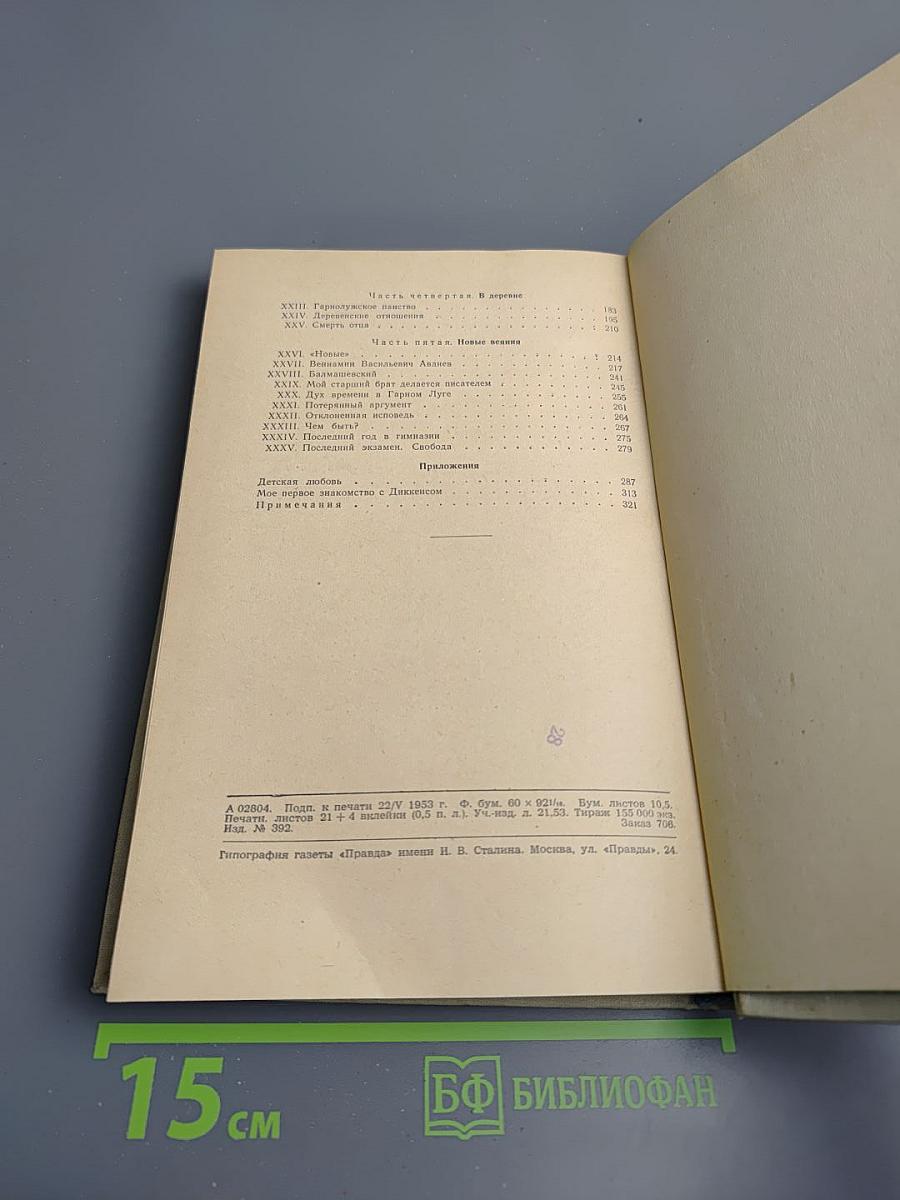 Часть четвертая. В деревне
XXIII. Гарнолужское панство . . . . . . . . . . . . . . 183
XXIV. Деревенские отношения . . . . . . . . . . . . . . 195
XXV. Смерть отца . . . . . . . . . . . . . . 210
Часть пятая. Новые веяния
XXVI. «Новые» . . . . . . . . . . . . . . 214
XXVII. Вениамин Васильевич Авдиев . . . . . . . . . . . . . . 217
XXVIII. Балмашевский . . . . . . . . . . . . . . 241
XXIX. Мой старший брат делается писателем . . . . . . . . . . 245
XXX. Дух времени в Гарном Луге . . . . . . . . . . . . 255
XXXI. Потерянный аргумент . . . . . . . . . . . . . . 261
XXXII. Отклоненная исповедь . . . . . . . . . . . . . . 264
XXXIII. Чем быть? . . . . . . . . . . . . . . 267
XXXIV. Последний год в гимназии . . . . . . . . . . . . 275
XXXV. Последний экзамен. Свобода . . . . . . . . . . . . 279
Приложения
Детская любовь . . . . . . . . . . . . . . 287
Мое первое знакомство с Диккенсом . . . . . . . . . . . . 313
Примечания . . . . . . . . . . . . . . 321
28
А 02804. Подп. к печати 22/V 1953 г. Ф. бум. 60 × 92 1/16. Бум. листов 10,5.
Печатн. листов 21 + 4 вклейки (0,5 п. л.). Уч.-изд. л. 21,53. Тираж 155 000 экз.
Изд. № 392. Заказ 706.
Типография газеты «Правда» имени И. В. Сталина. Москва, ул. «Правды», 24.
15 см
БФ БИБЛИОФАН